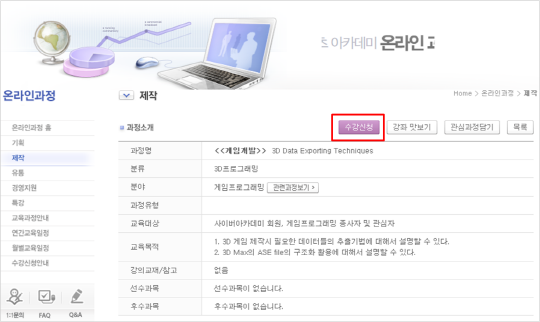 아카데미 온라인
온라인과정
제작
Home > 온라인과정 > 제작
온라인과정 홈
기획
제작
유통
경영지원
특강
교육과정안내
연간교육일정
월별교육일정
수강신청안내
1:1문의 FAQ Q&A
과정소개
수강신청 강좌 맛보기 관심과정담기 목록
과정명 <<게임개발>> 3D Data Exporting Techniques
분류 3D프로그래밍
분야 게임프로그래밍 관련과정보기 >
과정유형
교육대상 사이버아카데미 회원, 게임프로그래밍 종사자 및 관심자
교육목적 1. 3D 게임 제작시 필요한 데이터들의 추출기법에 대해서 설명할 수 있다.
2. 3D Max의 ASE file의 구조화 활용에 대해서 설명할 수 있다.
강의교재/참고 없음
선수과목 선수과목이 없습니다.
후수과목 후수과목이 없습니다.